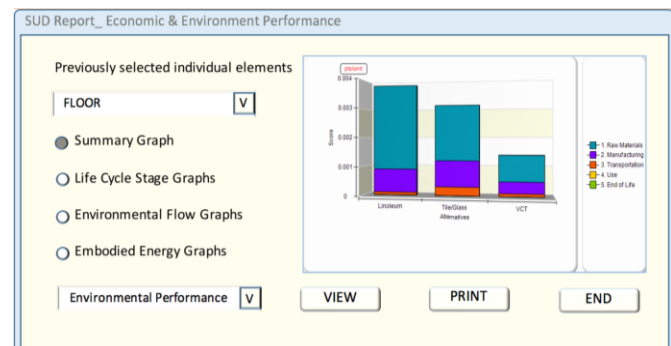 SUD Report_ Economic & Environment Performance
Previously selected individual elements
FLOOR V
Summary Graph
Life Cycle Stage Graphs
Environmental Flow Graphs
Embodied Energy Graphs
Environmental Performance V
pts/unit
0.004
0.003
0.002
0.001
0
Score
Linoleum Tile/Glass VCT
Alternatives
1. Raw Materials
2. Manufacturing
3. Transportation
4. Use
5. End of Life
VIEW PRINT END